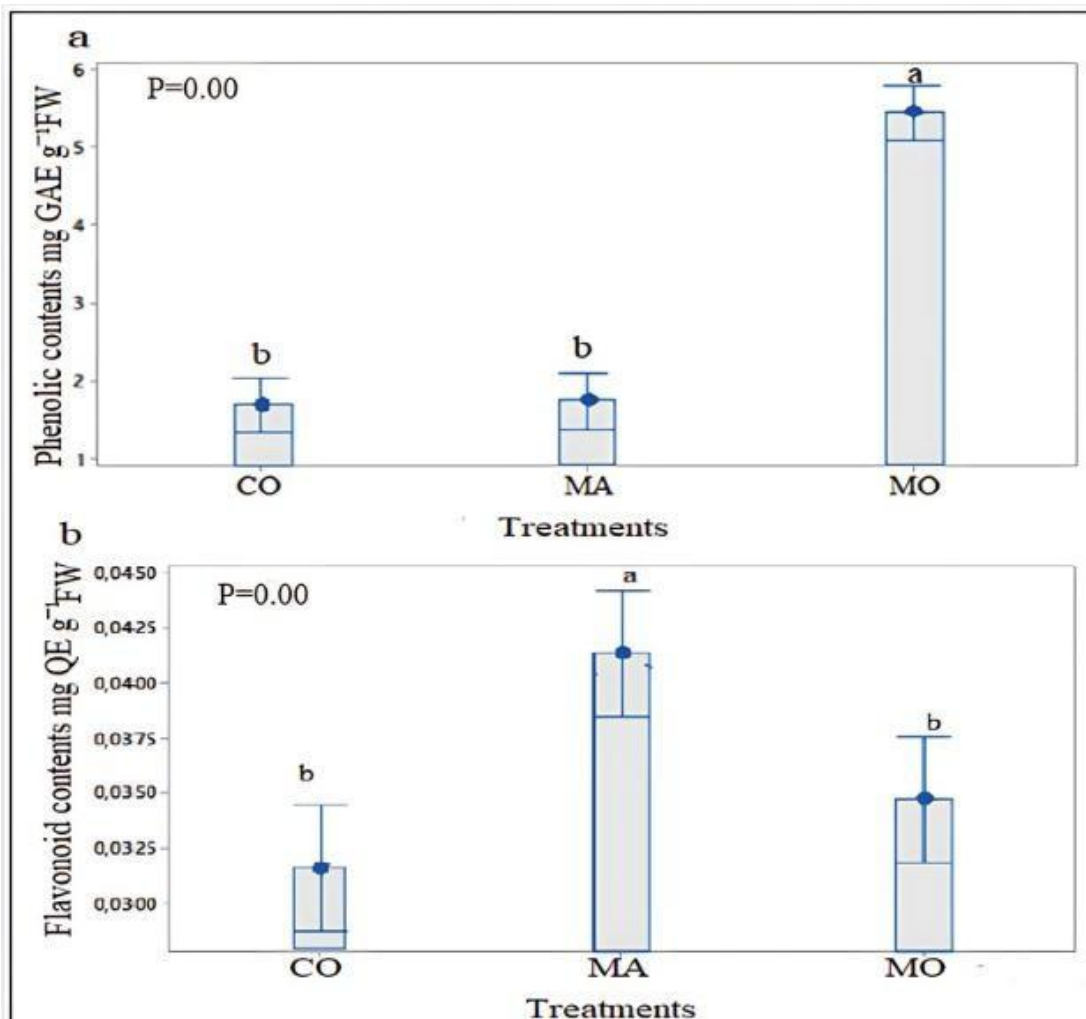 a
P=0.00
a
b
b
Phenolic contents mg GAE g⁻¹FW
6
5
4
3
2
1
CO MA MO
Treatments
b
P=0.00
a
b
b
Flavonoid contents mg QE g⁻¹FW
0,0450
0,0425
0,0400
0,0375
0,0350
0,0325
0,0300
CO MA MO
Treatments